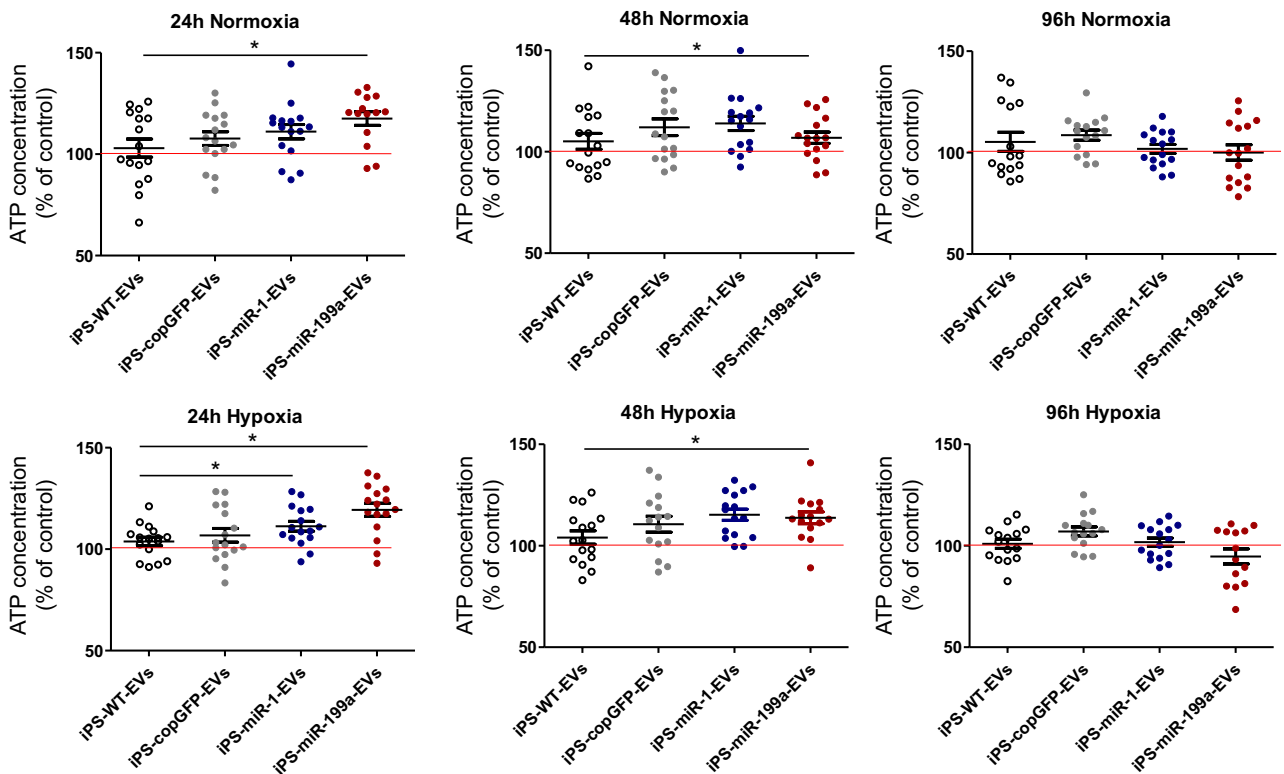 24h Normoxia
*
ATP concentration
(% of control)
150
100
50
iPS-WT-EVs
iPS-copGFP-EVs
iPS-miR-1-EVs
iPS-miR-199a-EVs
48h Normoxia
*
ATP concentration
(% of control)
150
100
50
iPS-WT-EVs
iPS-copGFP-EVs
iPS-miR-1-EVs
iPS-miR-199a-EVs
96h Normoxia
ATP concentration
(% of control)
150
100
50
iPS-WT-EVs
iPS-copGFP-EVs
iPS-miR-1-EVs
iPS-miR-199a-EVs
24h Hypoxia
*
*
ATP concentration
(% of control)
150
100
50
iPS-WT-EVs
iPS-copGFP-EVs
iPS-miR-1-EVs
iPS-miR-199a-EVs
48h Hypoxia
*
ATP concentration
(% of control)
150
100
50
iPS-WT-EVs
iPS-copGFP-EVs
iPS-miR-1-EVs
iPS-miR-199a-EVs
96h Hypoxia
ATP concentration
(% of control)
150
100
50
iPS-WT-EVs
iPS-copGFP-EVs
iPS-miR-1-EVs
iPS-miR-199a-EVs